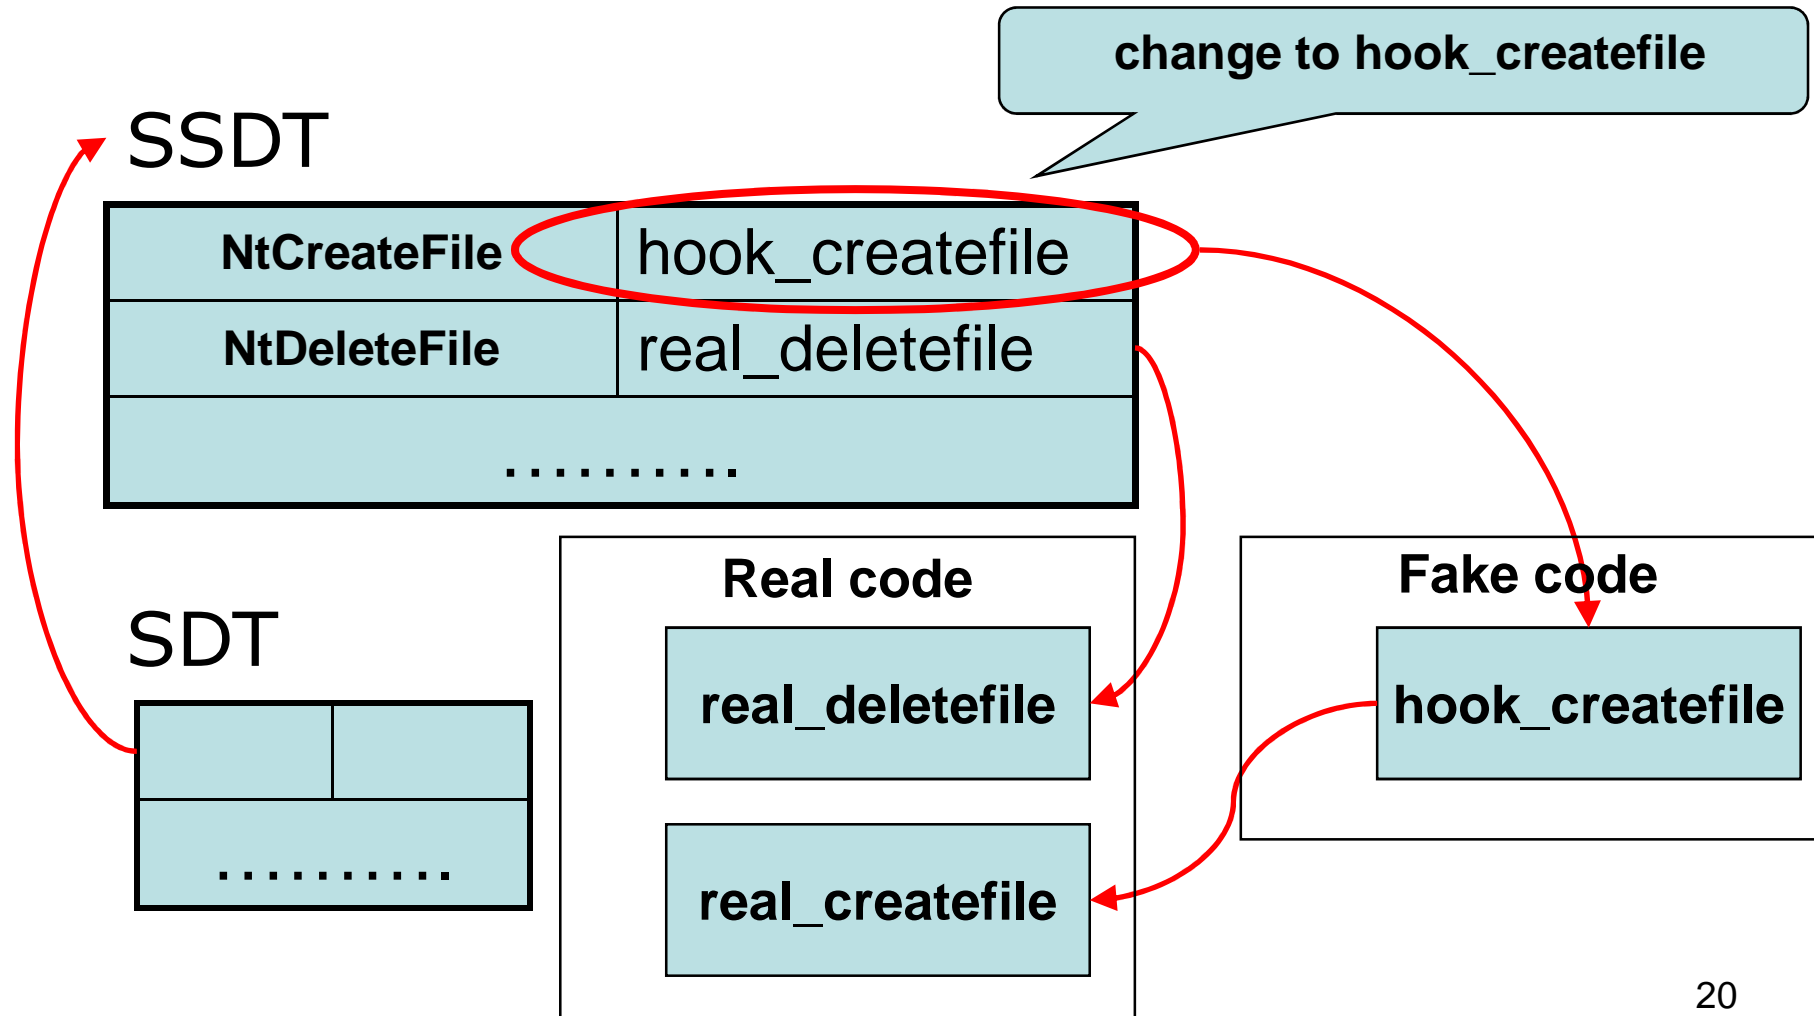 change to hook_createfile
SSDT
NtCreateFile hook_createfile
NtDeleteFile real_deletefile
..........
SDT
..........
Real code
real_deletefile
real_createfile
Fake code
hook_createfile
20